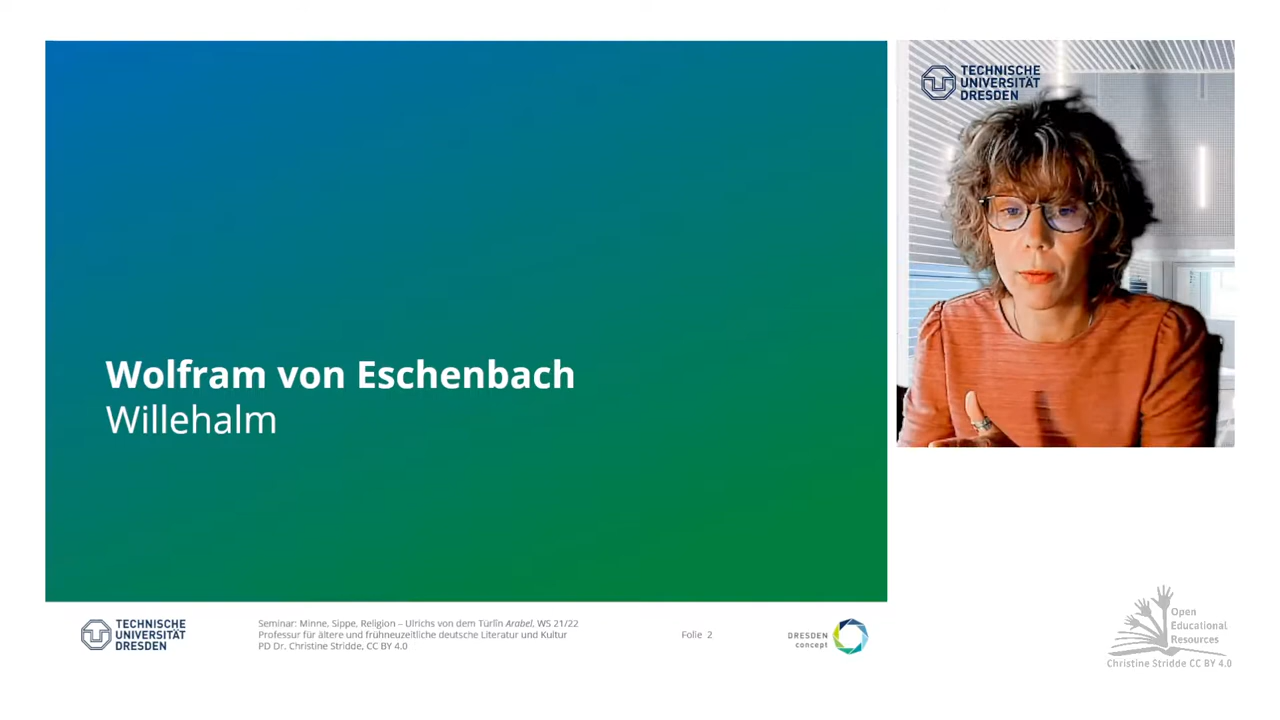 Wolfram von Eschenbach
Willehalm
TECHNISCHE
UNIVERSITÄT
DRESDEN
TECHNISCHE
UNIVERSITÄT
DRESDEN
Seminar: Minne, Sippe, Religion – Ulrichs von dem Türlîn Arabel, WS 21/22
Professur für ältere und frühneuzeitliche deutsche Literatur und Kultur
PD Dr. Christine Stridde, CC BY 4.0
Folie 2
DRESDEN
concept
Open
Educational
Resources
Christine Stridde CC BY 4.0